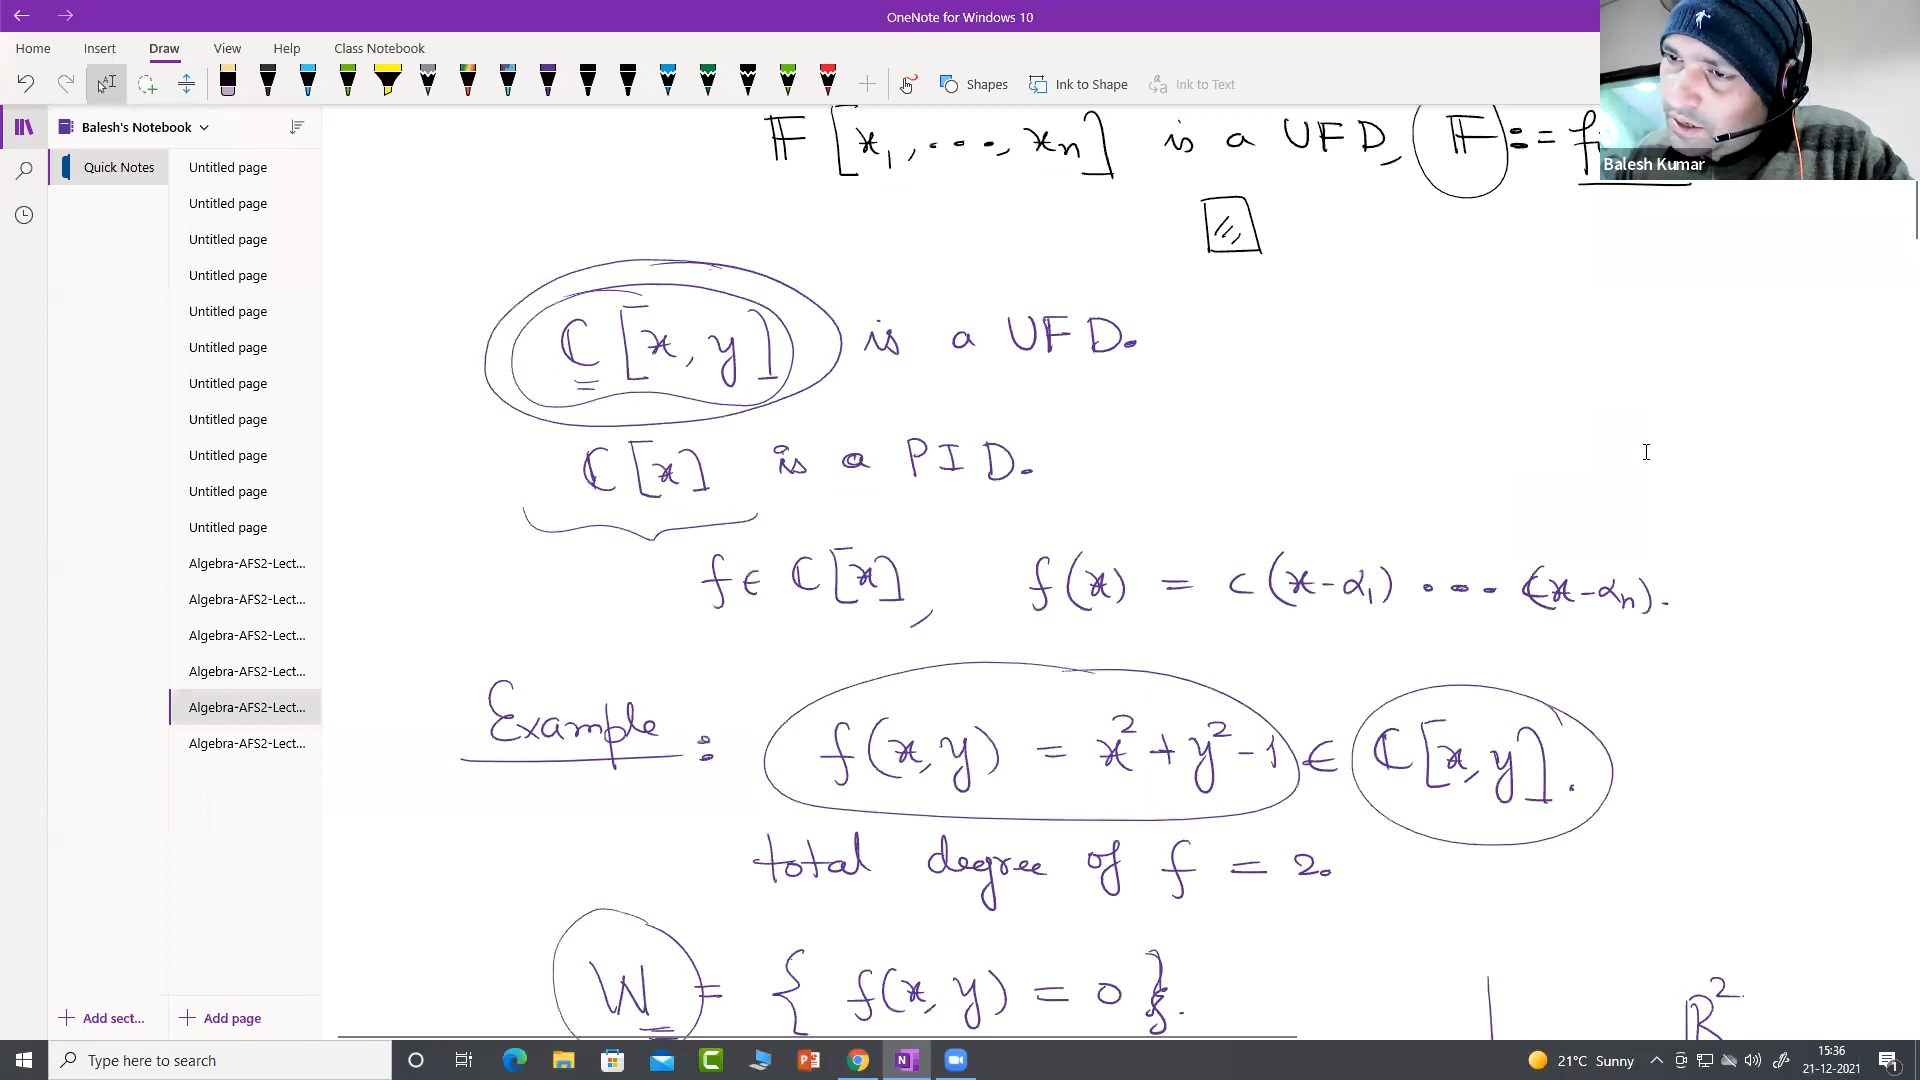 OneNote for Windows 10
Home Insert Draw View Help Class Notebook
Shapes Ink to Shape Ink to Text
Balesh's Notebook
Quick Notes
Untitled page
Untitled page
Untitled page
Untitled page
Untitled page
Untitled page
Untitled page
Untitled page
Untitled page
Untitled page
Untitled page
Algebra-AFS2-Lect...
Algebra-AFS2-Lect...
Algebra-AFS2-Lect...
Algebra-AFS2-Lect...
Algebra-AFS2-Lect...
Algebra-AFS2-Lect...
Add sect...
Add page
Balesh Kumar
𝔽[x₁, ..., xₙ] is a UFD, 𝔽 :=
ℂ[x, y] is a UFD.
ℂ[x] is a PID.
f ∈ ℂ[x], f(x) = c(x-α₁) .... (x-αₙ).
Example : f(x, y) = x²+y²-1 ∈ ℂ[x, y].
total degree of f = 2.
W = { f(x, y) = 0 }.
ℝ²
Type here to search
21°C Sunny
15:36
21-12-2021
1